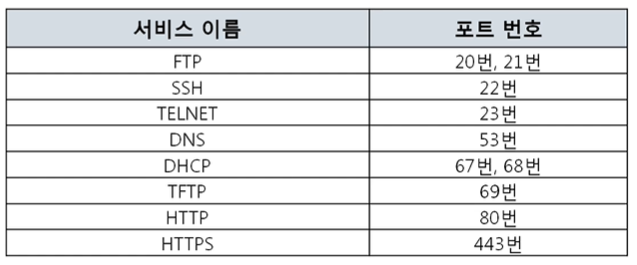 서비스 이름 포트 번호
FTP 20번, 21번
SSH 22번
TELNET 23번
DNS 53번
DHCP 67번, 68번
TFTP 69번
HTTP 80번
HTTPS 443번